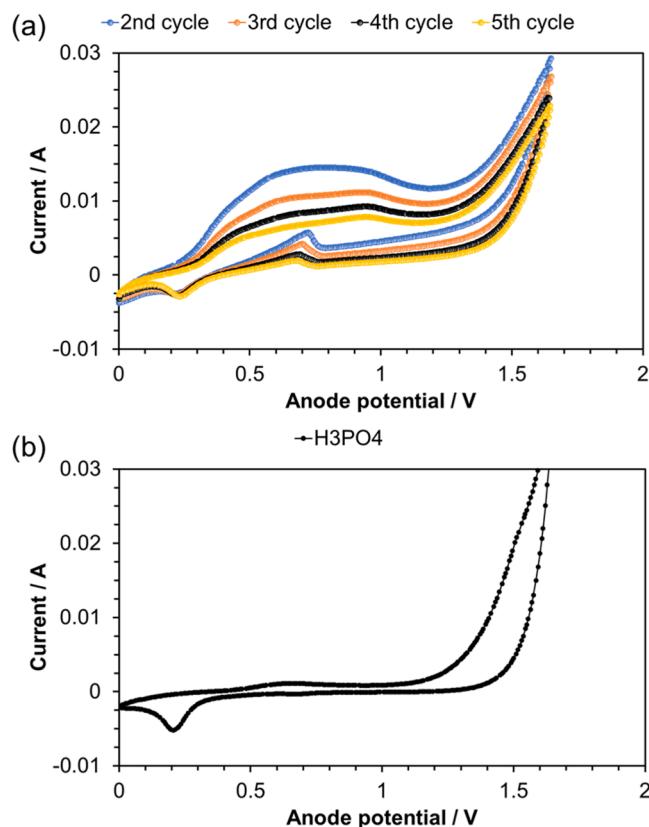 (a)
2nd cycle 3rd cycle 4th cycle 5th cycle
0.03
0.02
0.01
0
-0.01
Current / A
0 0.5 1 1.5 2
Anode potential / V
(b)
H3PO4
0.03
0.02
0.01
0
-0.01
Current / A
0 0.5 1 1.5 2
Anode potential / V